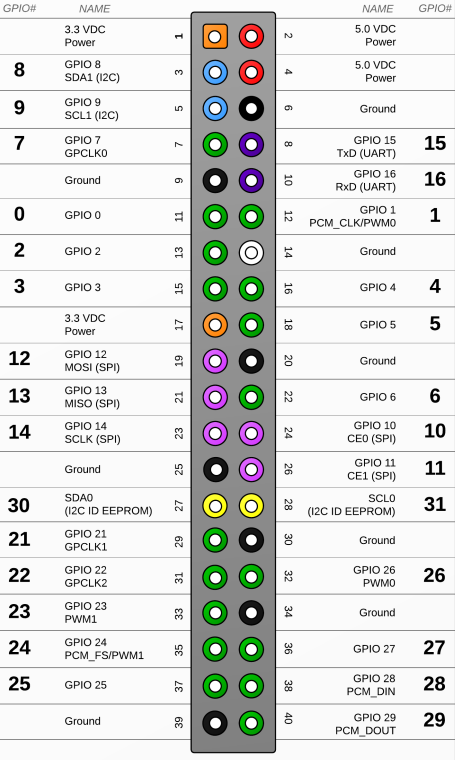 GPIO# NAME NAME GPIO#
3.3 VDC 5.0 VDC
Power 1 2 Power
8 GPIO 8 5.0 VDC
SDA1 (I2C) 3 4 Power
9 GPIO 9
SCL1 (I2C) 5 6 Ground
7 GPIO 7 GPIO 15 15
GPCLK0 7 8 TxD (UART)
Ground 9 10 GPIO 16 16
RxD (UART)
0 GPIO 0 11 12 GPIO 1 1
PCM_CLK/PWM0
2 GPIO 2 13 14 Ground
3 GPIO 3 15 16 GPIO 4 4
3.3 VDC
Power 17 18 GPIO 5 5
12 GPIO 12
MOSI (SPI) 19 20 Ground
13 GPIO 13
MISO (SPI) 21 22 GPIO 6 6
14 GPIO 14 GPIO 10 10
SCLK (SPI) 23 24 CE0 (SPI)
Ground 25 26 GPIO 11 11
CE1 (SPI)
30 SDA0 SCL0 31
(I2C ID EEPROM) 27 28 (I2C ID EEPROM)
21 GPIO 21
GPCLK1 29 30 Ground
22 GPIO 22 GPIO 26 26
GPCLK2 31 32 PWM0
23 GPIO 23
PWM1 33 34 Ground
24 GPIO 24
PCM_FS/PWM1 35 36 GPIO 27 27
25 GPIO 25 37 38 GPIO 28 28
PCM_DIN
Ground 39 40 GPIO 29 29
PCM_DOUT